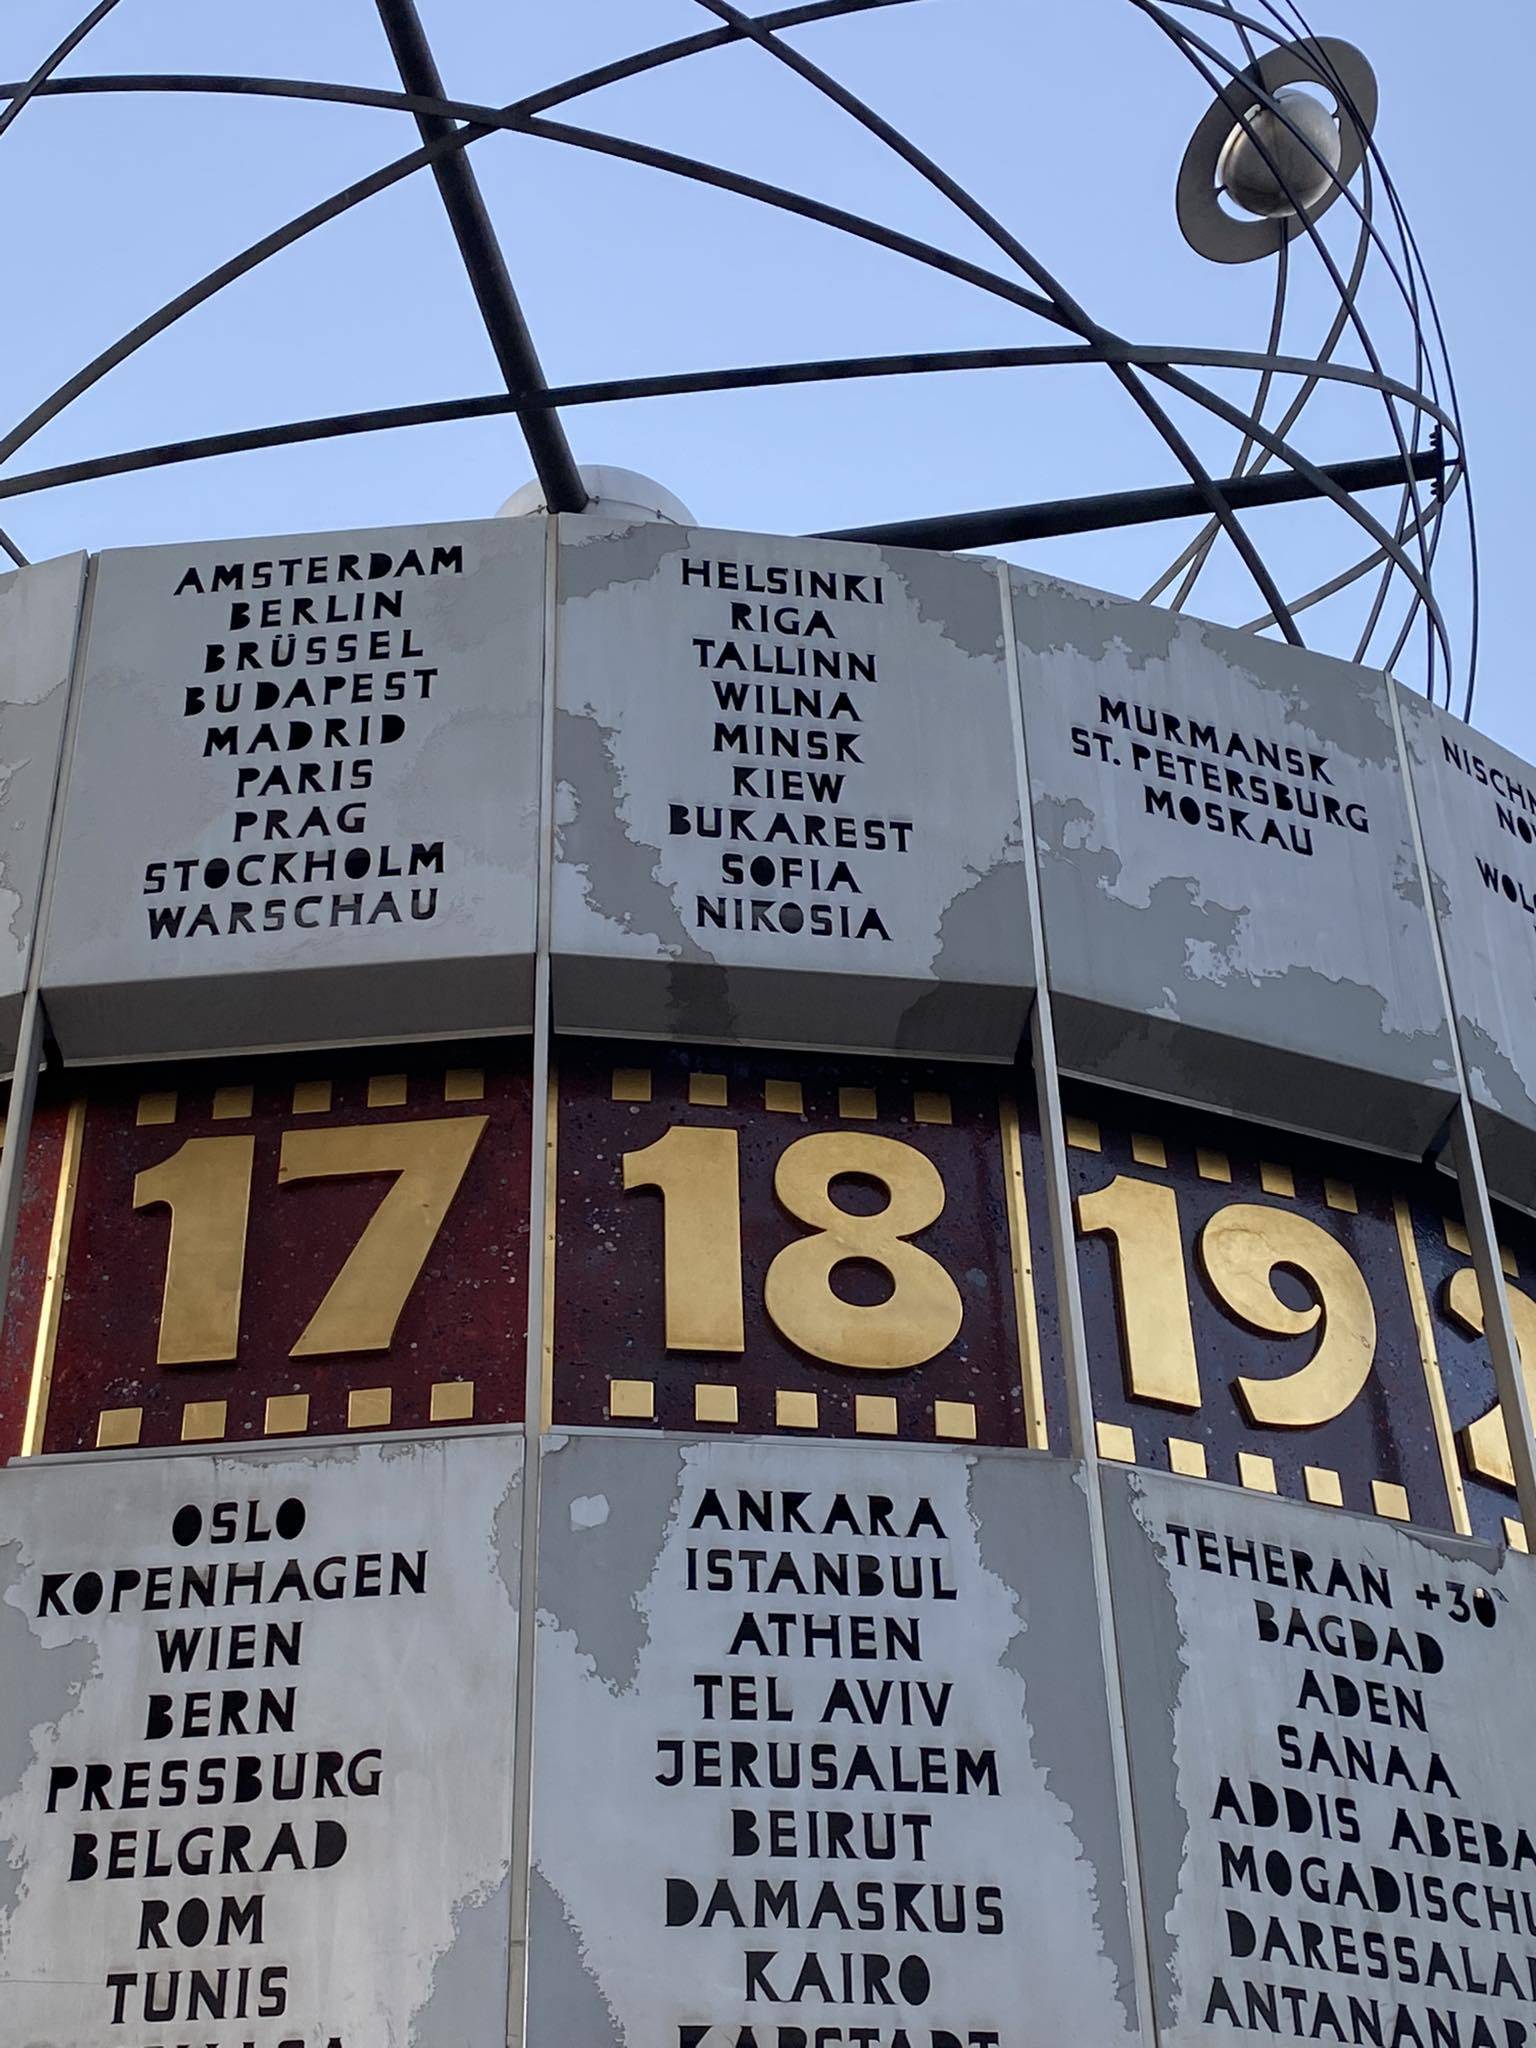 AMSTERDAM
BERLIN
BRÜSSEL
BUDAPEST
MADRID
PARIS
PRAG
STOCKHOLM
WARSCHAU
HELSINKI
RIGA
TALLINN
WILNA
MINSK
KIEW
BUKAREST
SOFIA
NIKOSIA
MURMANSK
ST. PETERSBURG
MOSKAU
17
18
19
OSLO
KOPENHAGEN
WIEN
BERN
PRESSBURG
BELGRAD
ROM
TUNIS
ANKARA
ISTANBUL
ATHEN
TEL AVIV
JERUSALEM
BEIRUT
DAMASKUS
KAIRO
TEHERAN +30
BAGDAD
ADEN
SANAA
ADDIS ABEBA